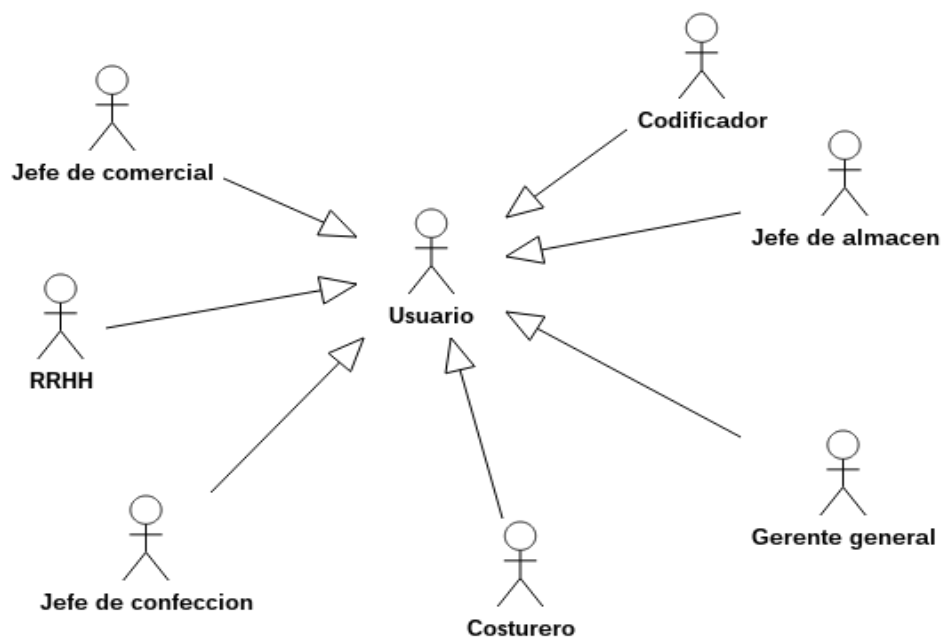 Codificador
Jefe de comercial
Jefe de almacen
Usuario
RRHH
Gerente general
Jefe de confeccion
Costurero